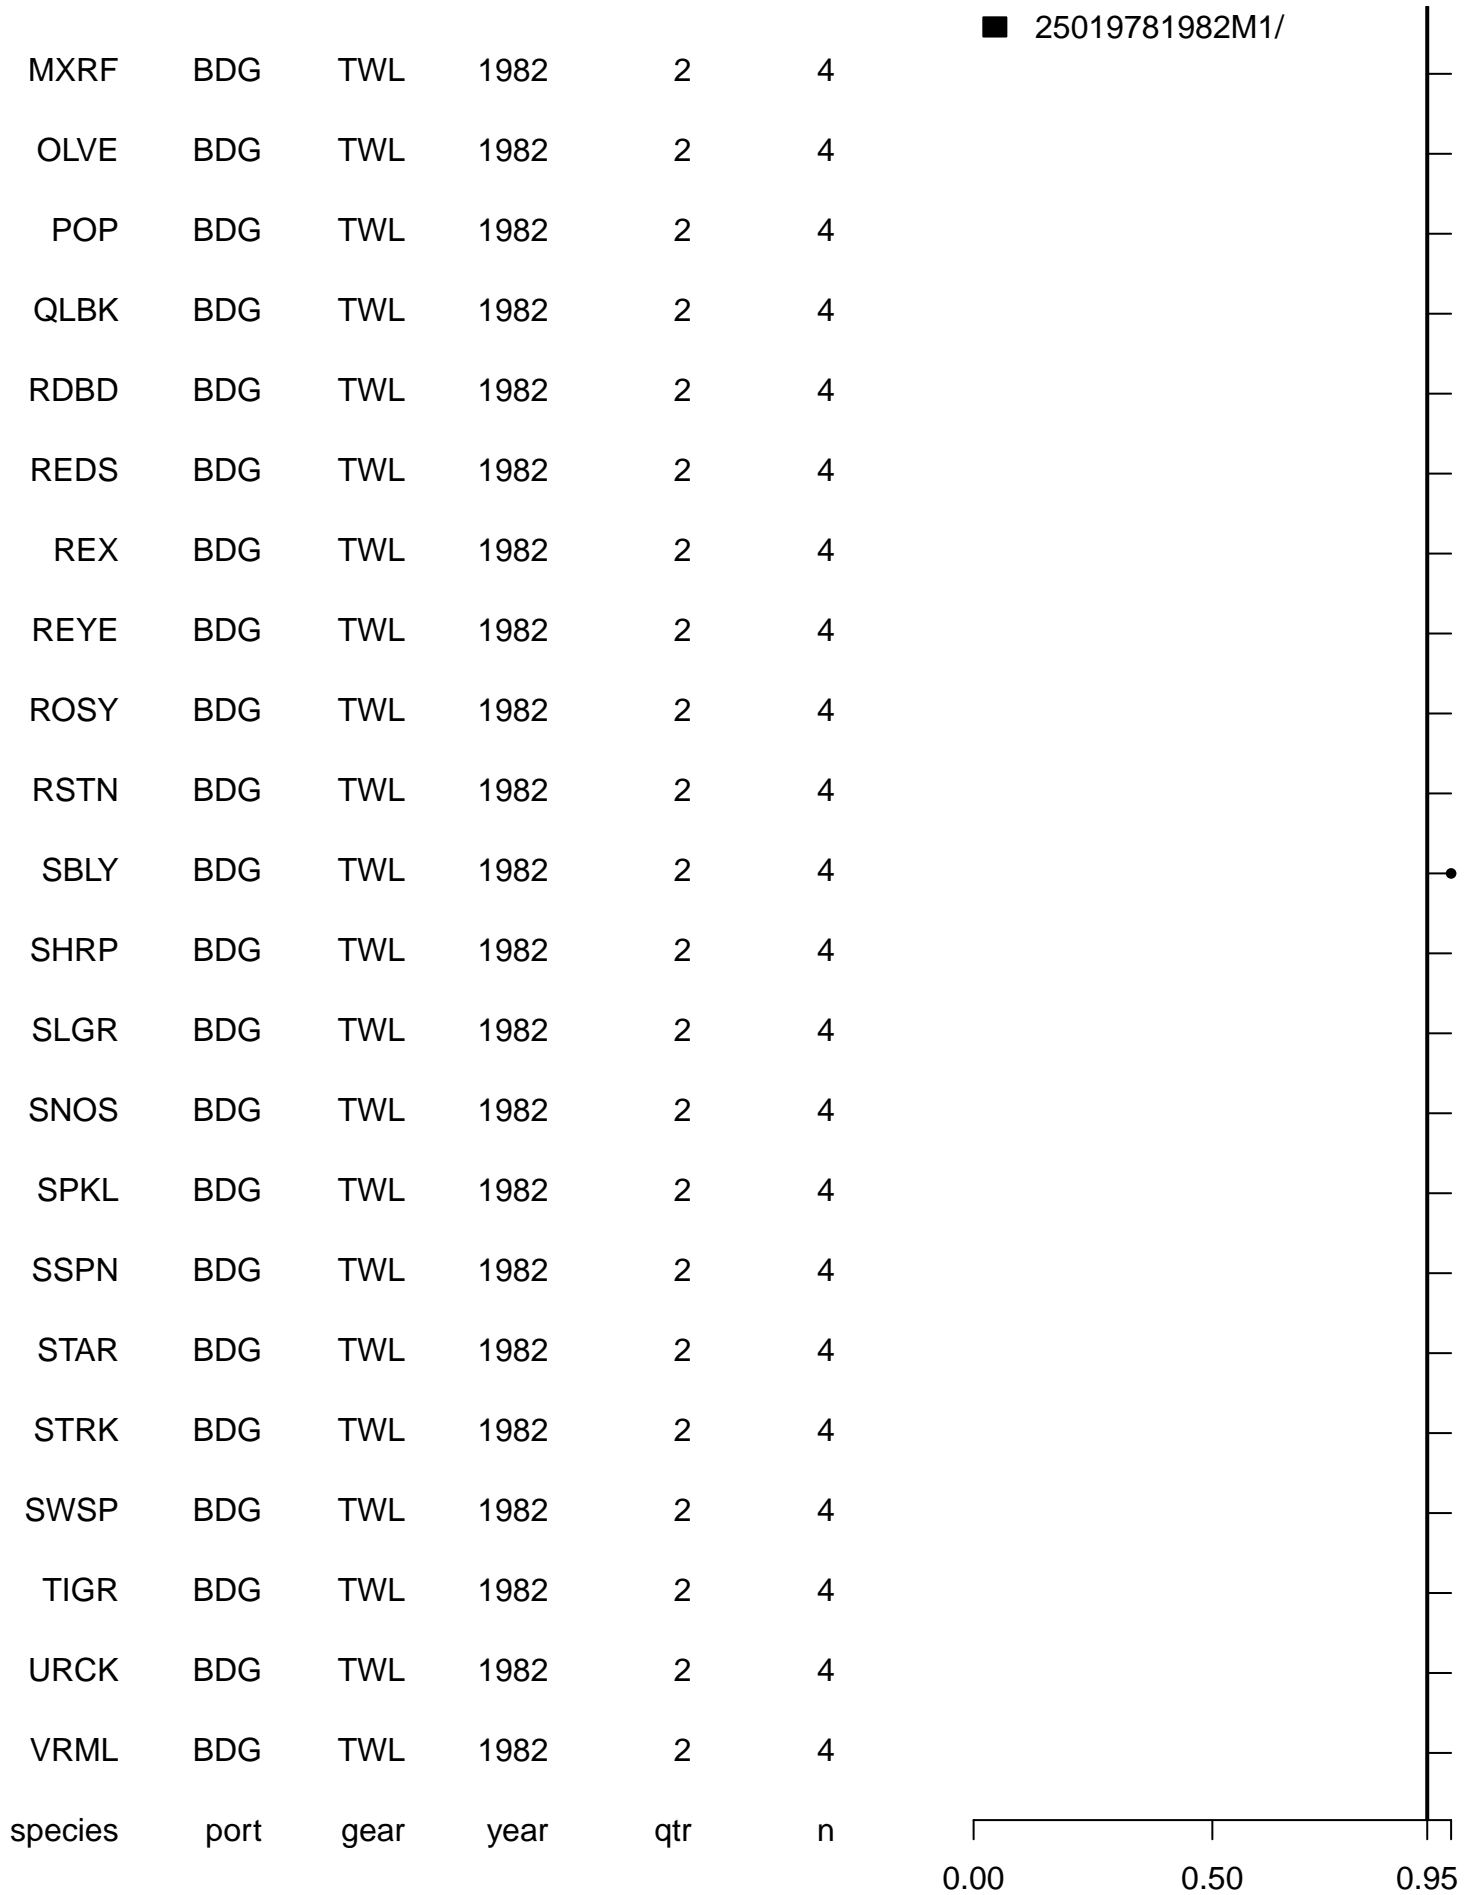 25019781982M1/
MXRF BDG TWL 1982 2 4
OLVE BDG TWL 1982 2 4
POP BDG TWL 1982 2 4
QLBK BDG TWL 1982 2 4
RDBD BDG TWL 1982 2 4
REDS BDG TWL 1982 2 4
REX BDG TWL 1982 2 4
REYE BDG TWL 1982 2 4
ROSY BDG TWL 1982 2 4
RSTN BDG TWL 1982 2 4
SBLY BDG TWL 1982 2 4
SHRP BDG TWL 1982 2 4
SLGR BDG TWL 1982 2 4
SNOS BDG TWL 1982 2 4
SPKL BDG TWL 1982 2 4
SSPN BDG TWL 1982 2 4
STAR BDG TWL 1982 2 4
STRK BDG TWL 1982 2 4
SWSP BDG TWL 1982 2 4
TIGR BDG TWL 1982 2 4
URCK BDG TWL 1982 2 4
VRML BDG TWL 1982 2 4
species port gear year qtr n
0.00 0.50 0.95